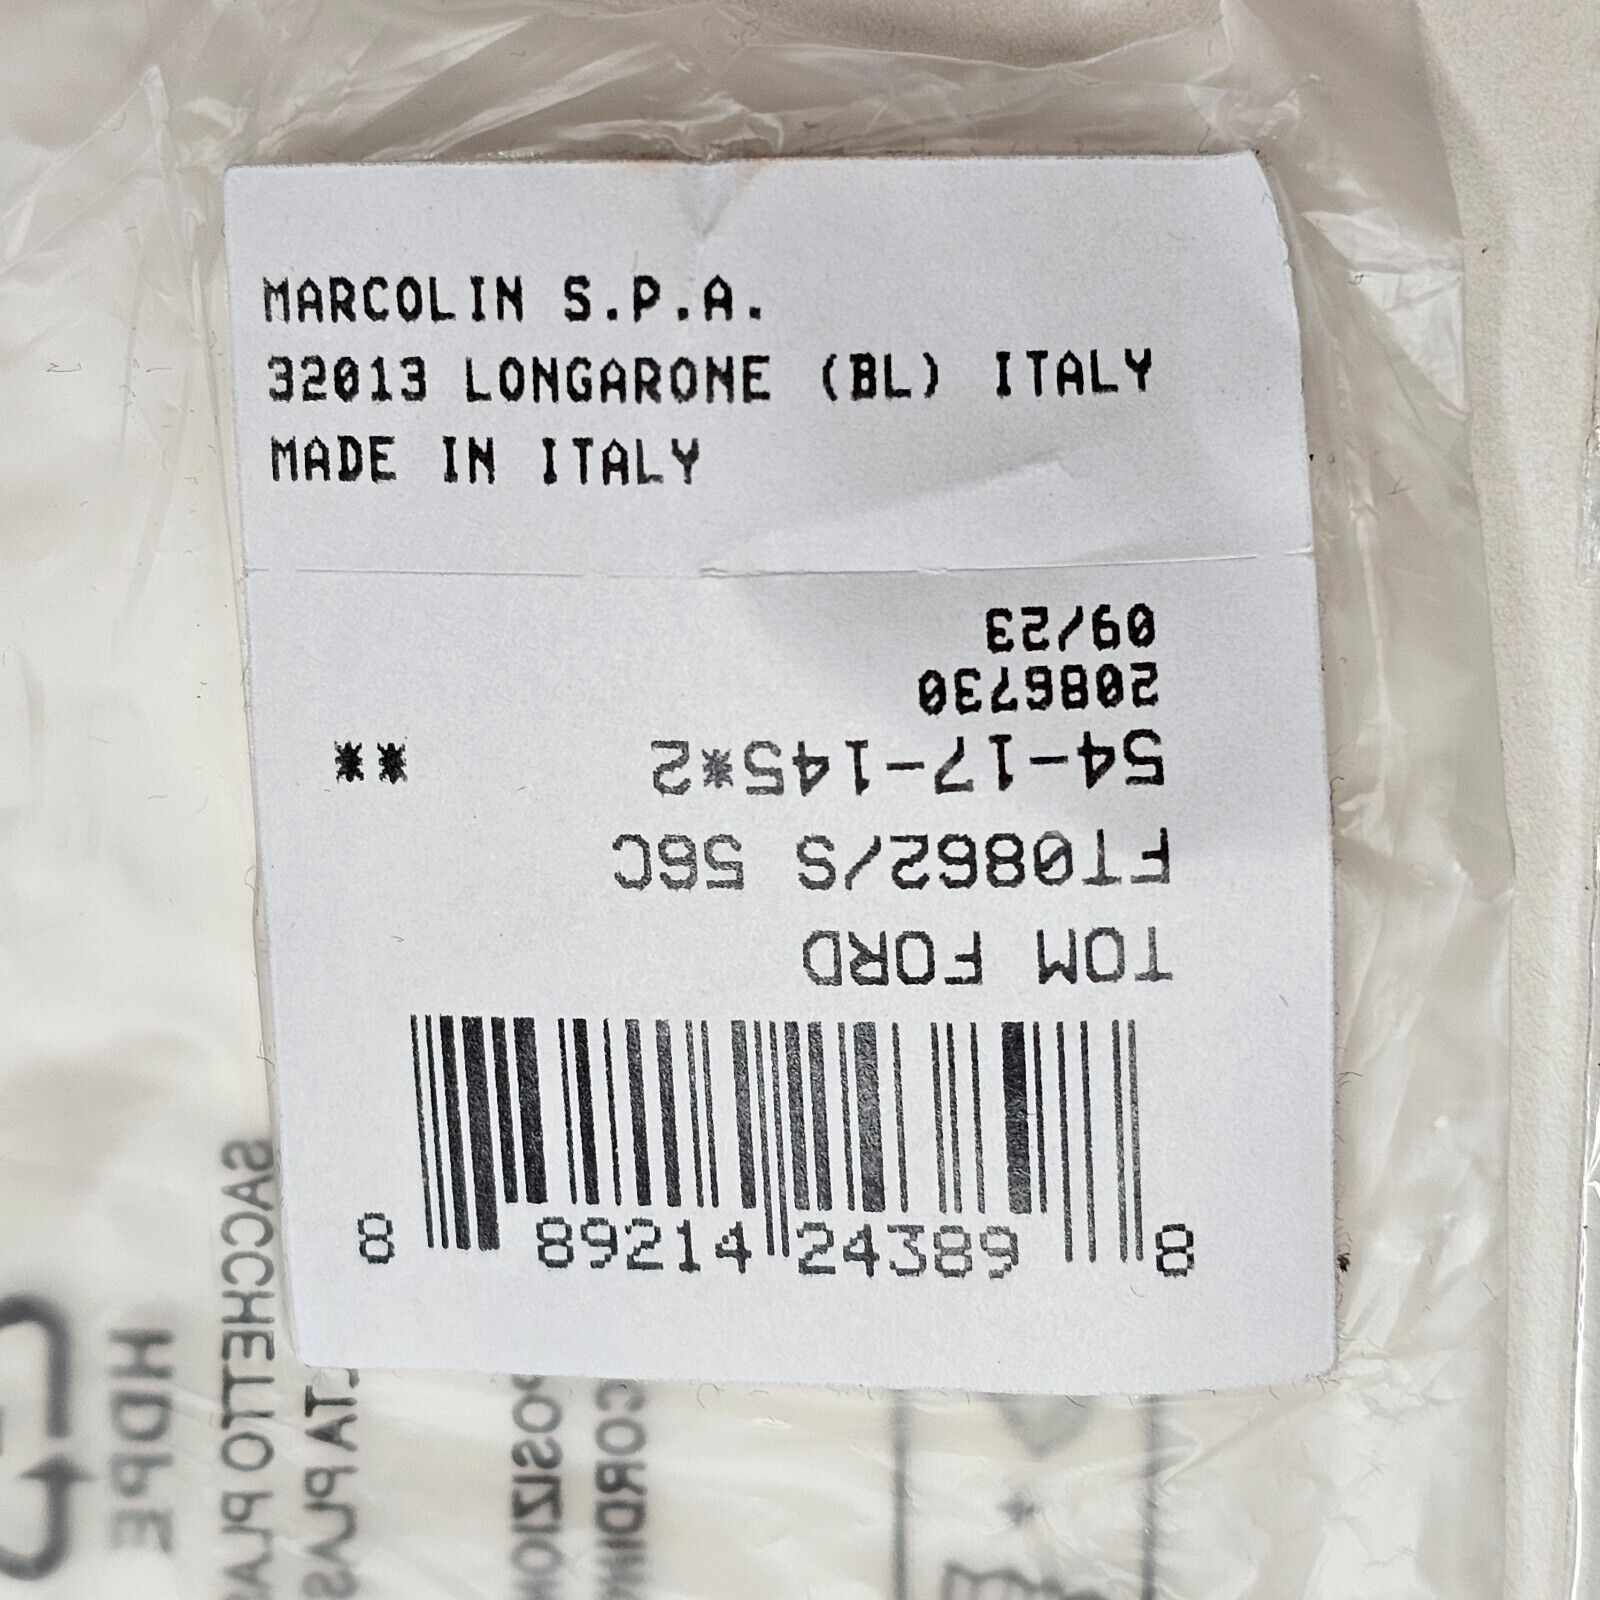 MARCOLIN S.P.A.
32013 LONGARONE (BL) ITALY
MADE IN ITALY
TOM FORD
FT0862/S 56C
54-17-145*2 **
2086730
09/23
8 89214 24389 8
HDPE
SACCHETTO